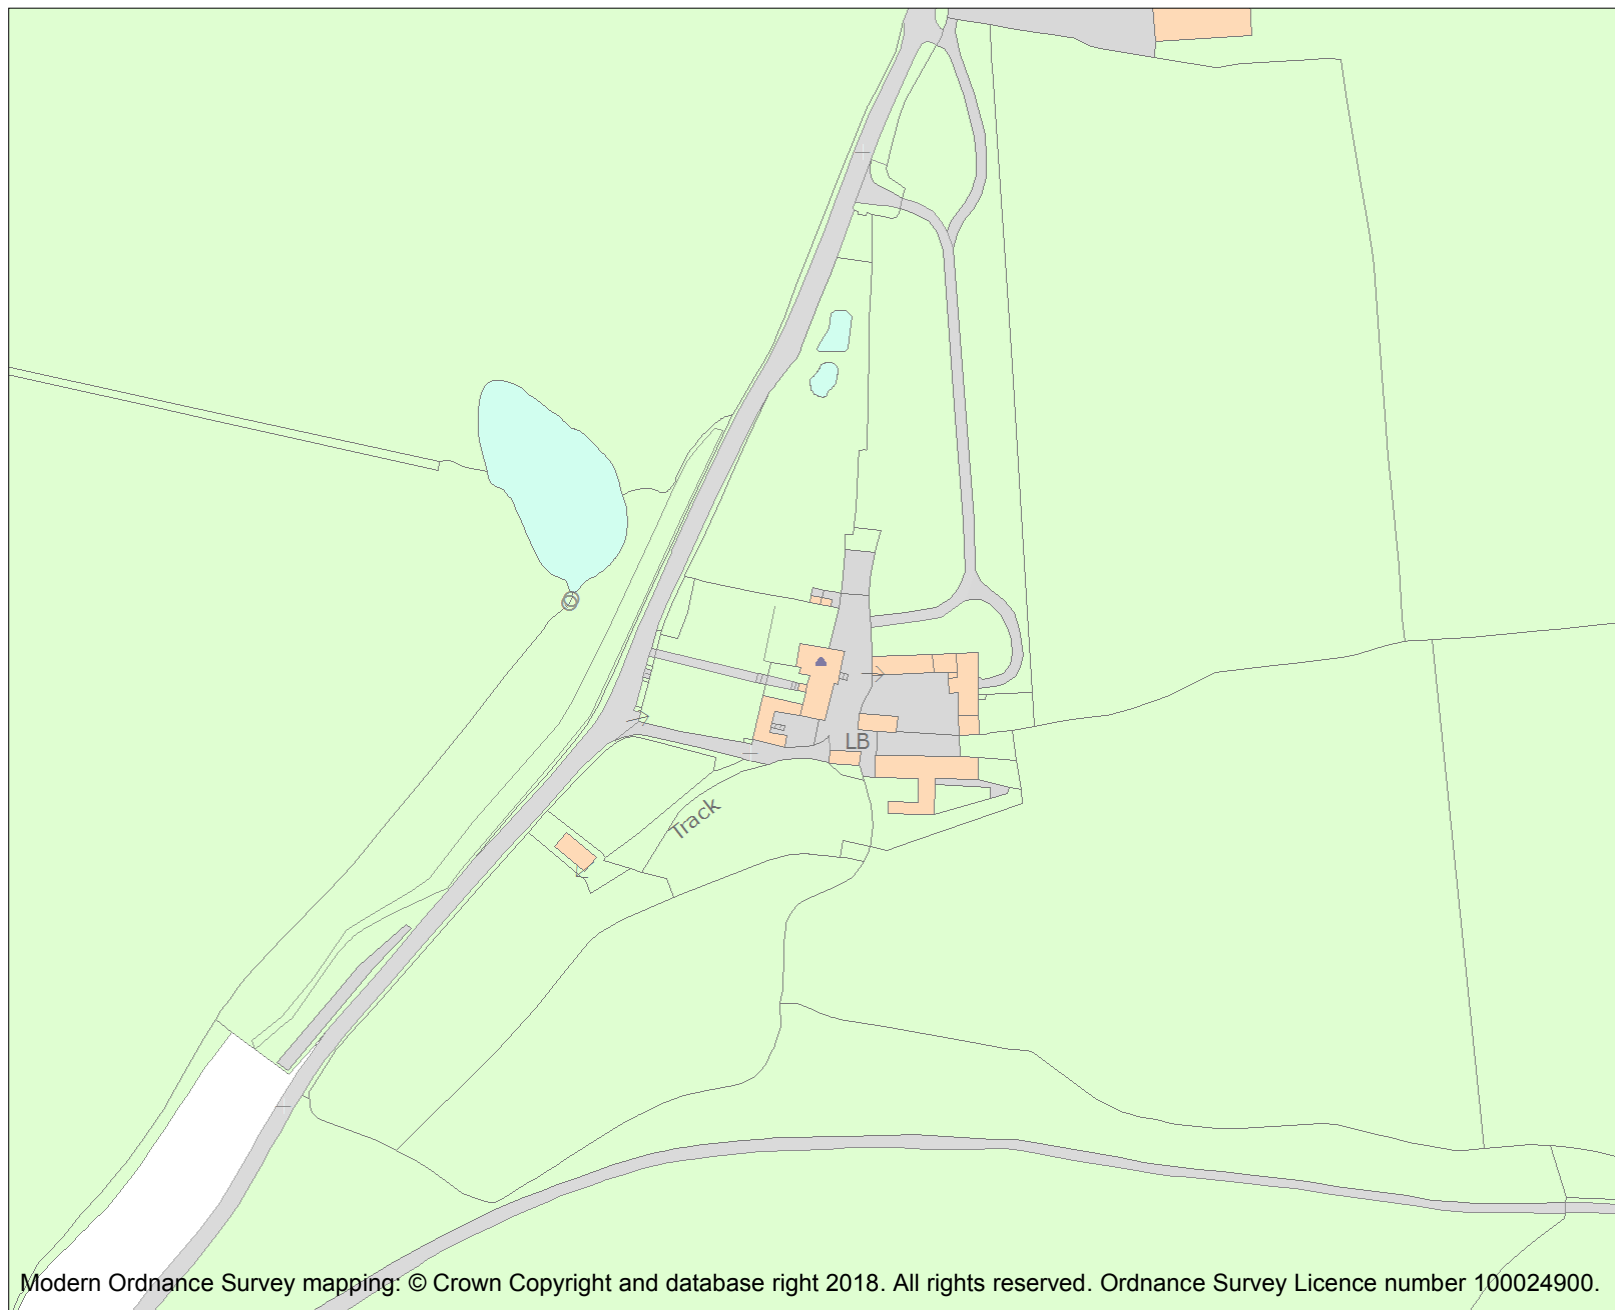 LB
Track
Modern Ordnance Survey mapping: © Crown Copyright and database right 2018. All rights reserved. Ordnance Survey Licence number 100024900.